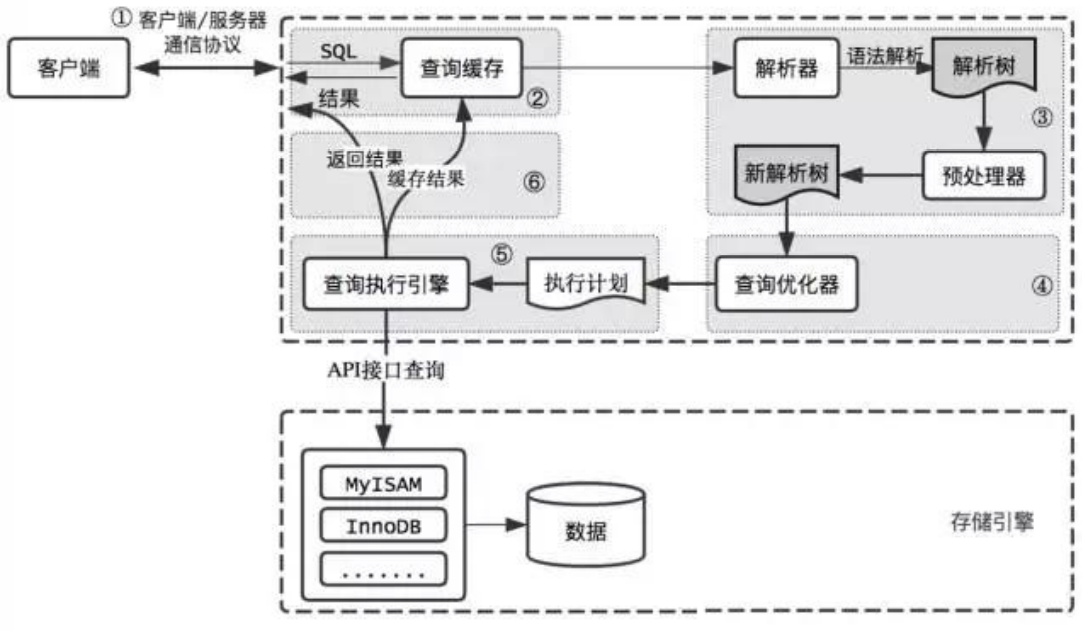 ① 客户端/服务器
通信协议
客户端
SQL
结果
查询缓存
②
解析器
语法解析
解析树
③
预处理器
新解析树
返回结果
缓存结果
⑥
⑤
查询执行引擎
执行计划
查询优化器
④
API接口查询
MyISAM
InnoDB
.......
数据
存储引擎